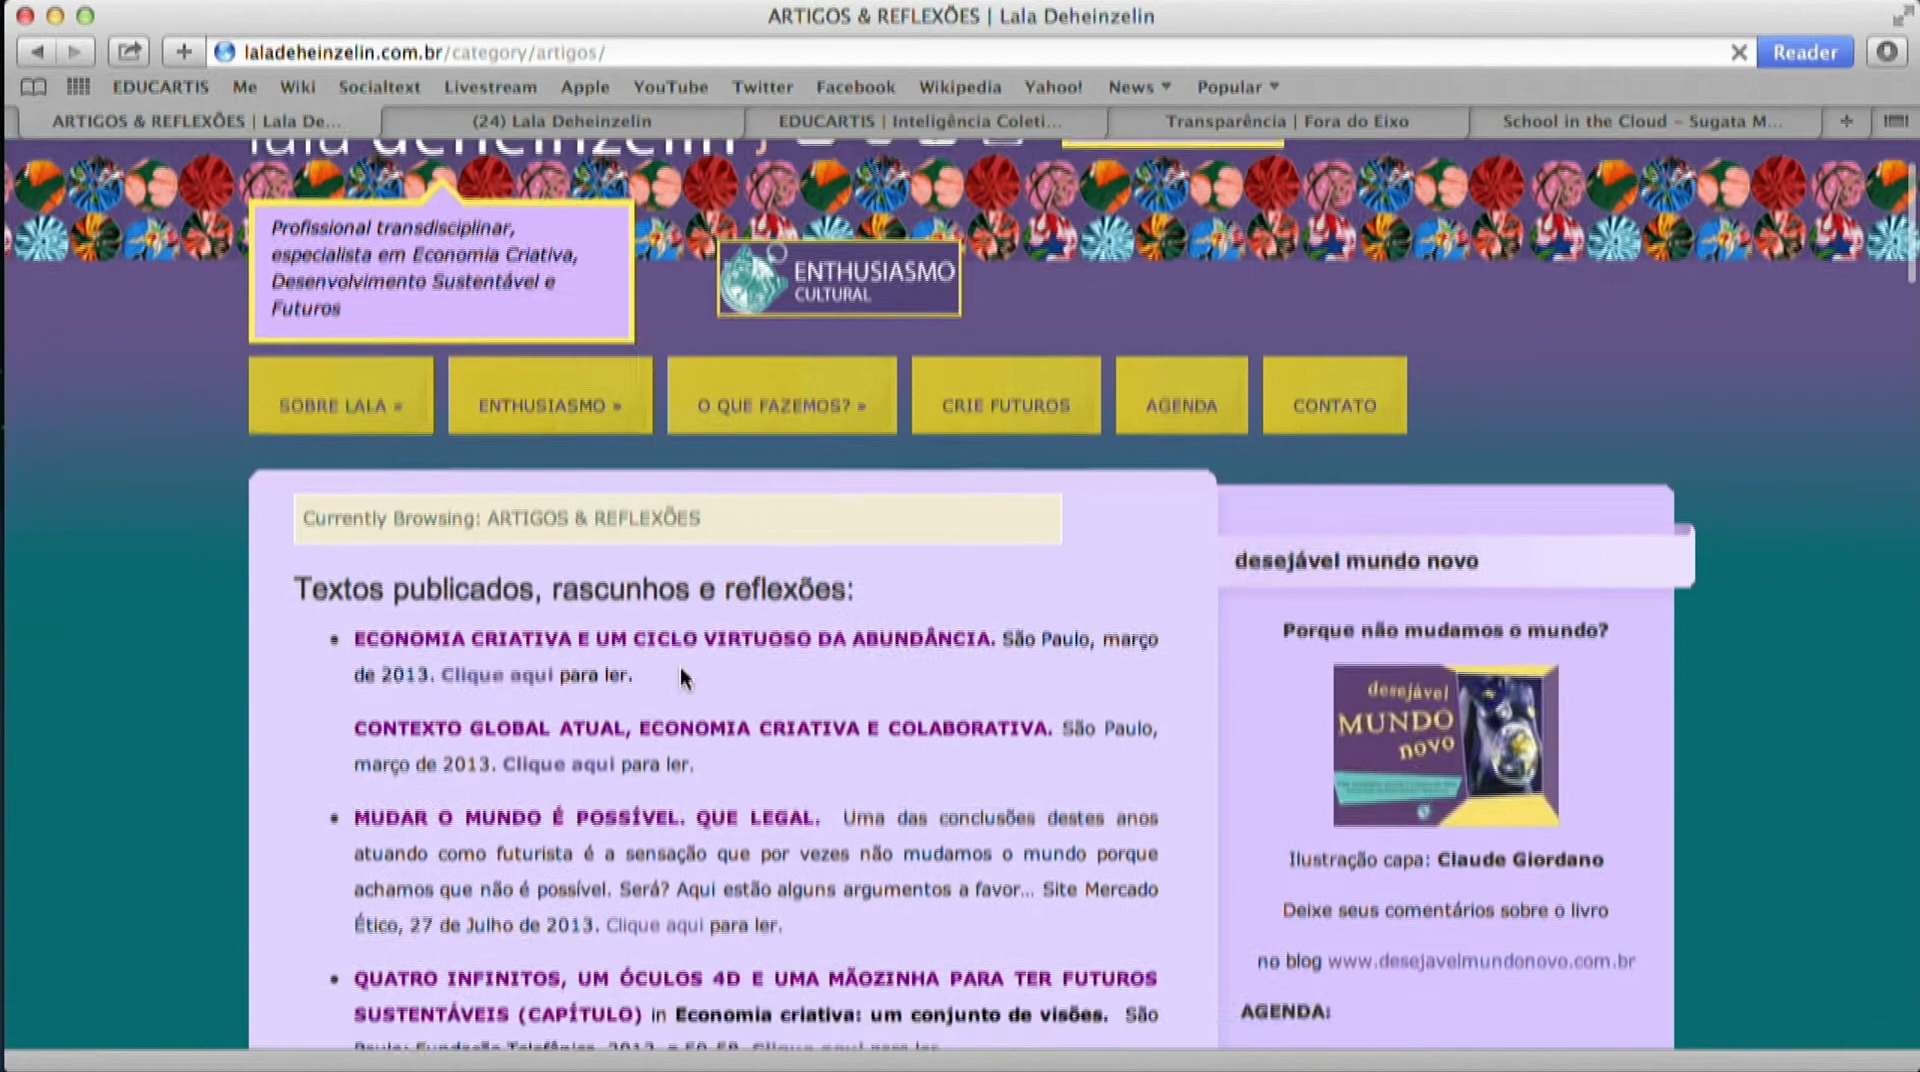 ARTIGOS & REFLEXÕES | Lala Deheinzelin
laladeheinzelin.com.br/category/artigos/
Reader
EDUCARTIS Me Wiki Socialtext Livestream Apple YouTube Twitter Facebook Wikipedia Yahoo! News Popular
ARTIGOS & REFLEXÕES | Lala De... (24) Lala Deheinzelin EDUCARTIS | Inteligência Coleti... Transparência | Fora do Eixo School in the Cloud – Sugata M...
lala deheinzelin
Profissional transdisciplinar,
especialista em Economia Criativa,
Desenvolvimento Sustentável e
Futuros
ENTHUSIASMO
CULTURAL
SOBRE LALA » ENTHUSIASMO » O QUE FAZEMOS? » CRIE FUTUROS AGENDA CONTATO
Currently Browsing: ARTIGOS & REFLEXÕES
Textos publicados, rascunhos e reflexões:
ECONOMIA CRIATIVA E UM CICLO VIRTUOSO DA ABUNDÂNCIA. São Paulo, março
de 2013. Clique aqui para ler.
CONTEXTO GLOBAL ATUAL, ECONOMIA CRIATIVA E COLABORATIVA. São Paulo,
março de 2013. Clique aqui para ler.
MUDAR O MUNDO É POSSÍVEL. QUE LEGAL. Uma das conclusões destes anos
atuando como futurista é a sensação que por vezes não mudamos o mundo porque
achamos que não é possível. Será? Aqui estão alguns argumentos a favor... Site Mercado
Ético, 27 de Julho de 2013. Clique aqui para ler.
QUATRO INFINITOS, UM ÓCULOS 4D E UMA MÃOZINHA PARA TER FUTUROS
SUSTENTÁVEIS (CAPÍTULO) in Economia criativa: um conjunto de visões. São
desejável mundo novo
Porque não mudamos o mundo?
desejável
MUNDO
novo
Ilustração capa: Claude Giordano
Deixe seus comentários sobre o livro
no blog www.desejavelmundonovo.com.br
AGENDA: